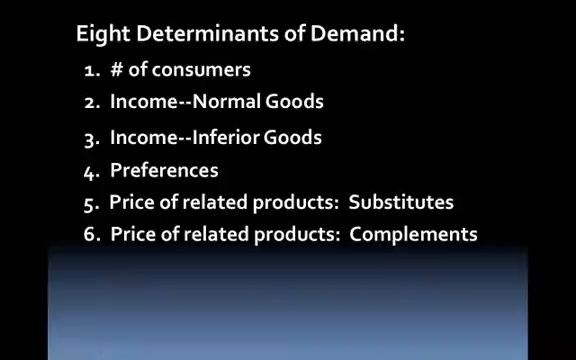 Eight Determinants of Demand:
1. # of consumers
2. Income--Normal Goods
3. Income--Inferior Goods
4. Preferences
5. Price of related products: Substitutes
6. Price of related products: Complements